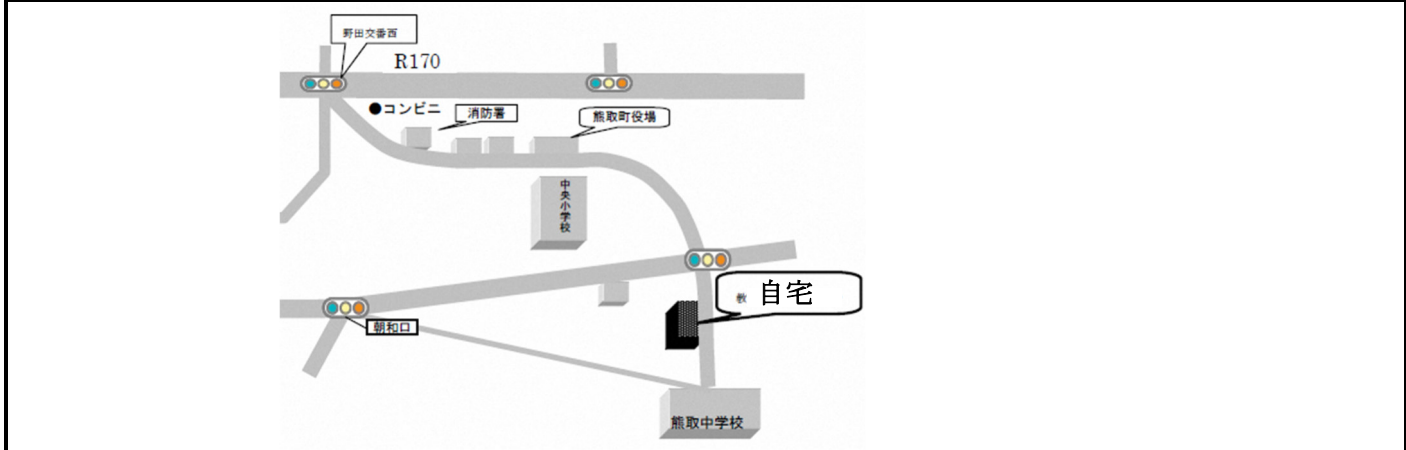 野田交番西
R170
●コンビニ
消防署
熊取町役場
中央小学校
教 自宅
朝和口
熊取中学校